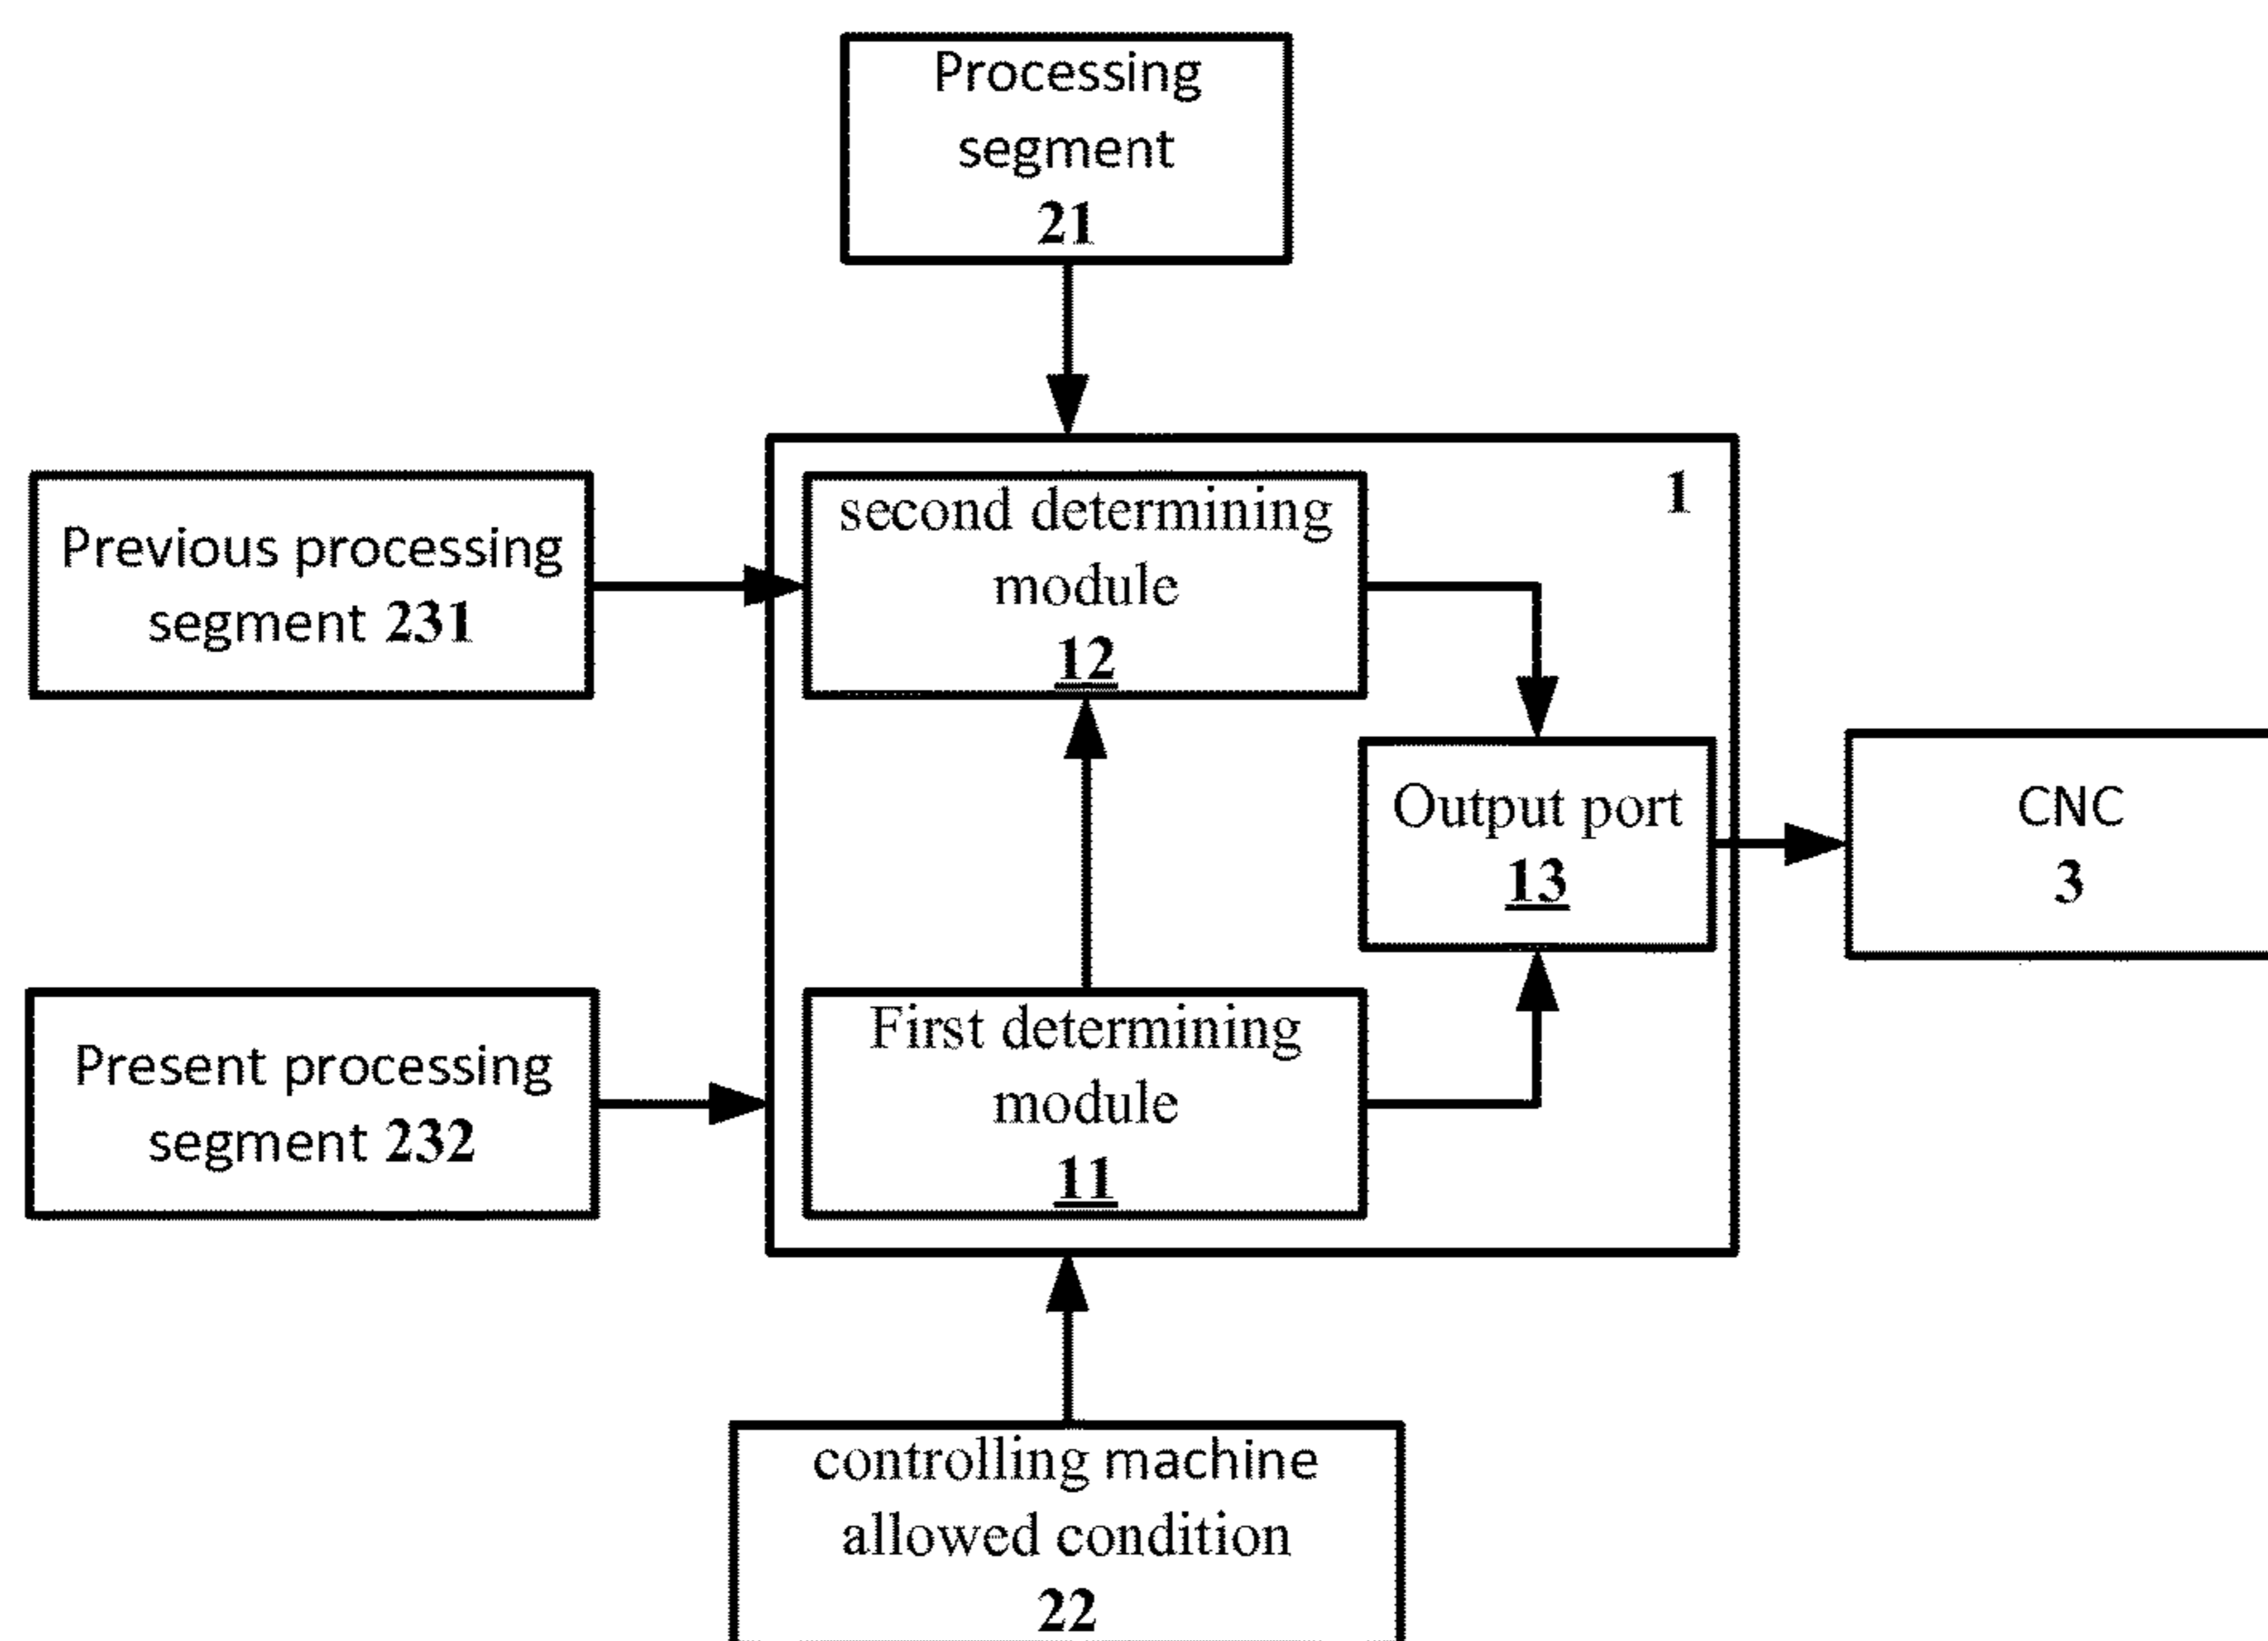 Processing
segment
21
1
Previous processing
segment 231
second determining
module
12
Output port
13
CNC
3
Present processing
segment 232
First determining
module
11
controlling machine
allowed condition
22